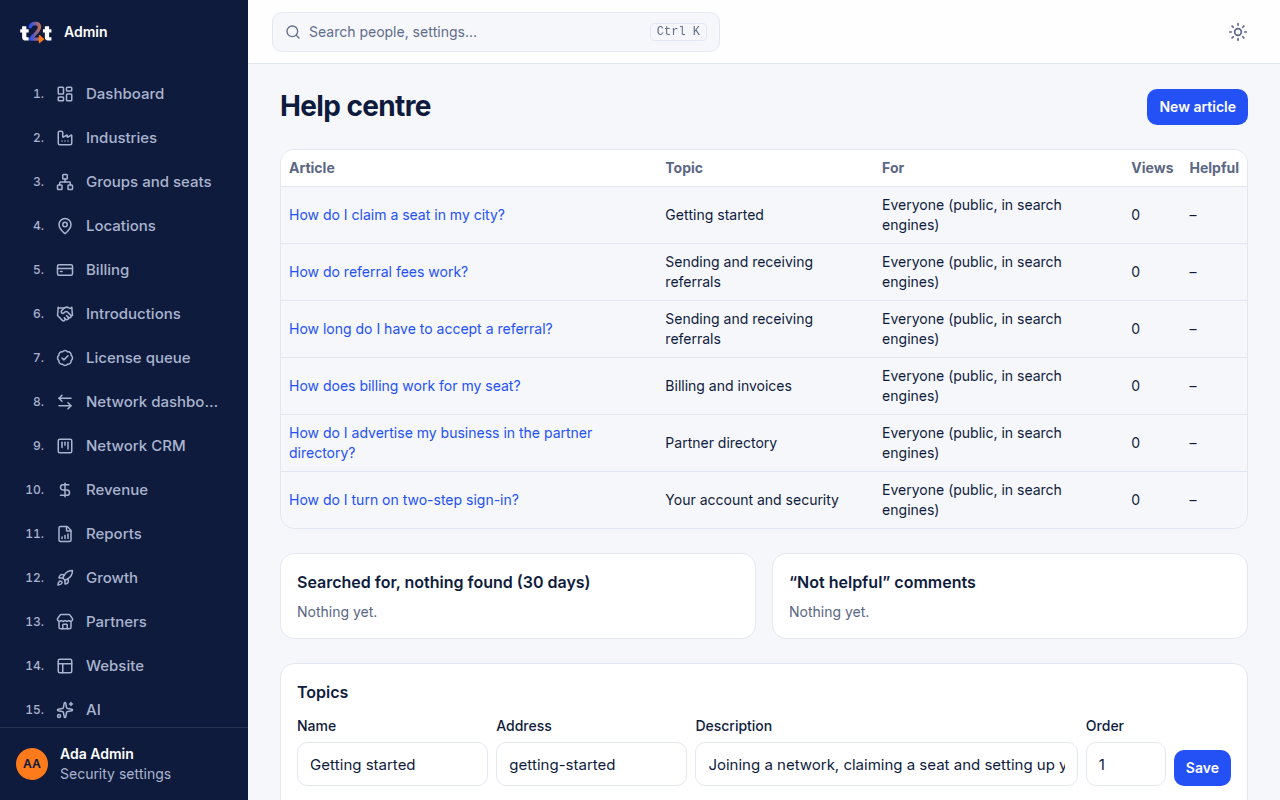 t2t Admin
Search people, settings...
Ctrl K
1. Dashboard
2. Industries
3. Groups and seats
4. Locations
5. Billing
6. Introductions
7. License queue
8. Network dashbo...
9. Network CRM
10. Revenue
11. Reports
12. Growth
13. Partners
14. Website
15. AI
AA
Ada Admin
Security settings
Help centre
New article
Article Topic For Views Helpful
How do I claim a seat in my city? Getting started Everyone (public, in search engines) 0 –
How do referral fees work? Sending and receiving referrals Everyone (public, in search engines) 0 –
How long do I have to accept a referral? Sending and receiving referrals Everyone (public, in search engines) 0 –
How does billing work for my seat? Billing and invoices Everyone (public, in search engines) 0 –
How do I advertise my business in the partner directory? Partner directory Everyone (public, in search engines) 0 –
How do I turn on two-step sign-in? Your account and security Everyone (public, in search engines) 0 –
Searched for, nothing found (30 days)
Nothing yet.
“Not helpful” comments
Nothing yet.
Topics
Name Address Description Order
Getting started getting-started Joining a network, claiming a seat and setting up y 1 Save